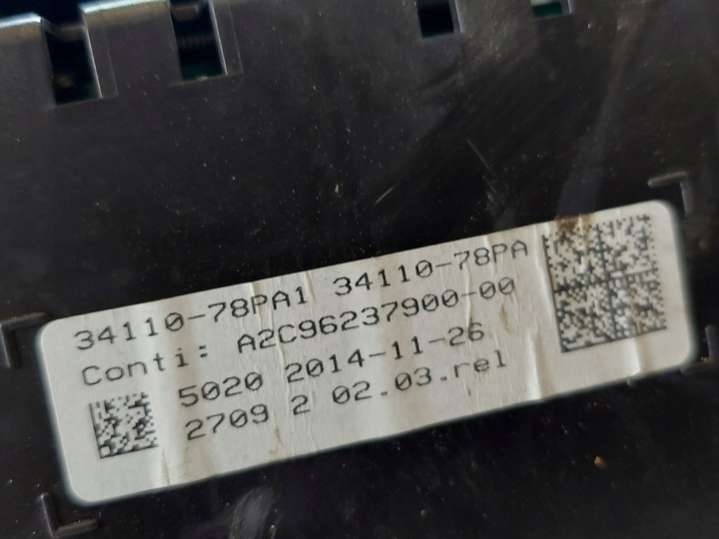 34110-78PA1 34110-78PA
Conti: A2C96237900-00
5020 2014-11-26
2709 2 02.03.rel